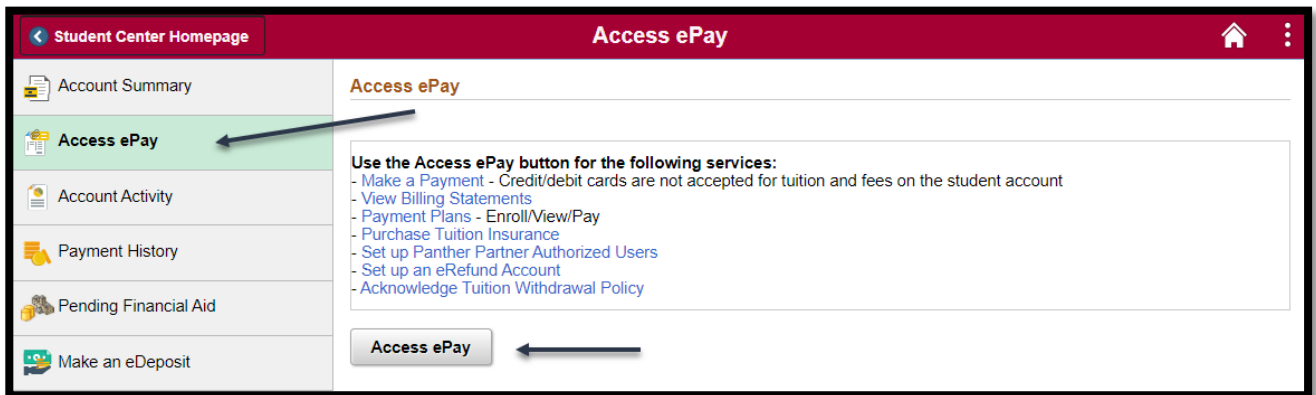 Student Center Homepage
Access ePay
Account Summary
Access ePay
Account Activity
Payment History
Pending Financial Aid
Make an eDeposit
Access ePay
Use the Access ePay button for the following services:
- Make a Payment - Credit/debit cards are not accepted for tuition and fees on the student account
- View Billing Statements
- Payment Plans - Enroll/View/Pay
- Purchase Tuition Insurance
- Set up Panther Partner Authorized Users
- Set up an eRefund Account
- Acknowledge Tuition Withdrawal Policy
Access ePay